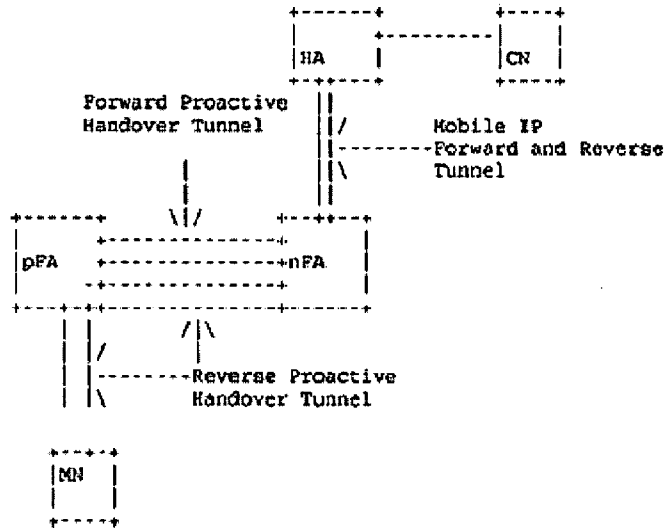 HA
CN
Forward Proactive
Handover Tunnel
Mobile IP
Forward and Reverse
Tunnel
pFA
nFA
Reverse Proactive
Handover Tunnel
MN